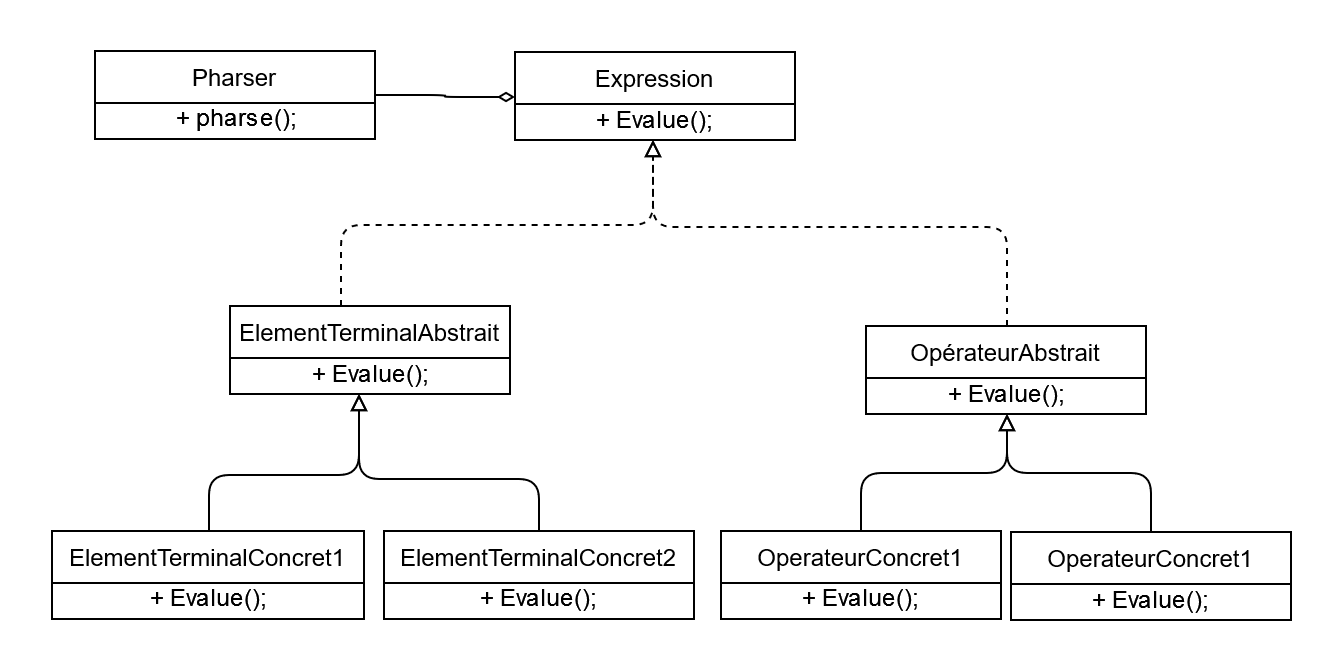 Pharser
+ pharse();
Expression
+ Evalue();
ElementTerminalAbstrait
+ Evalue();
OpérateurAbstrait
+ Evalue();
ElementTerminalConcret1
+ Evalue();
ElementTerminalConcret2
+ Evalue();
OperateurConcret1
+ Evalue();
OperateurConcret1
+ Evalue();